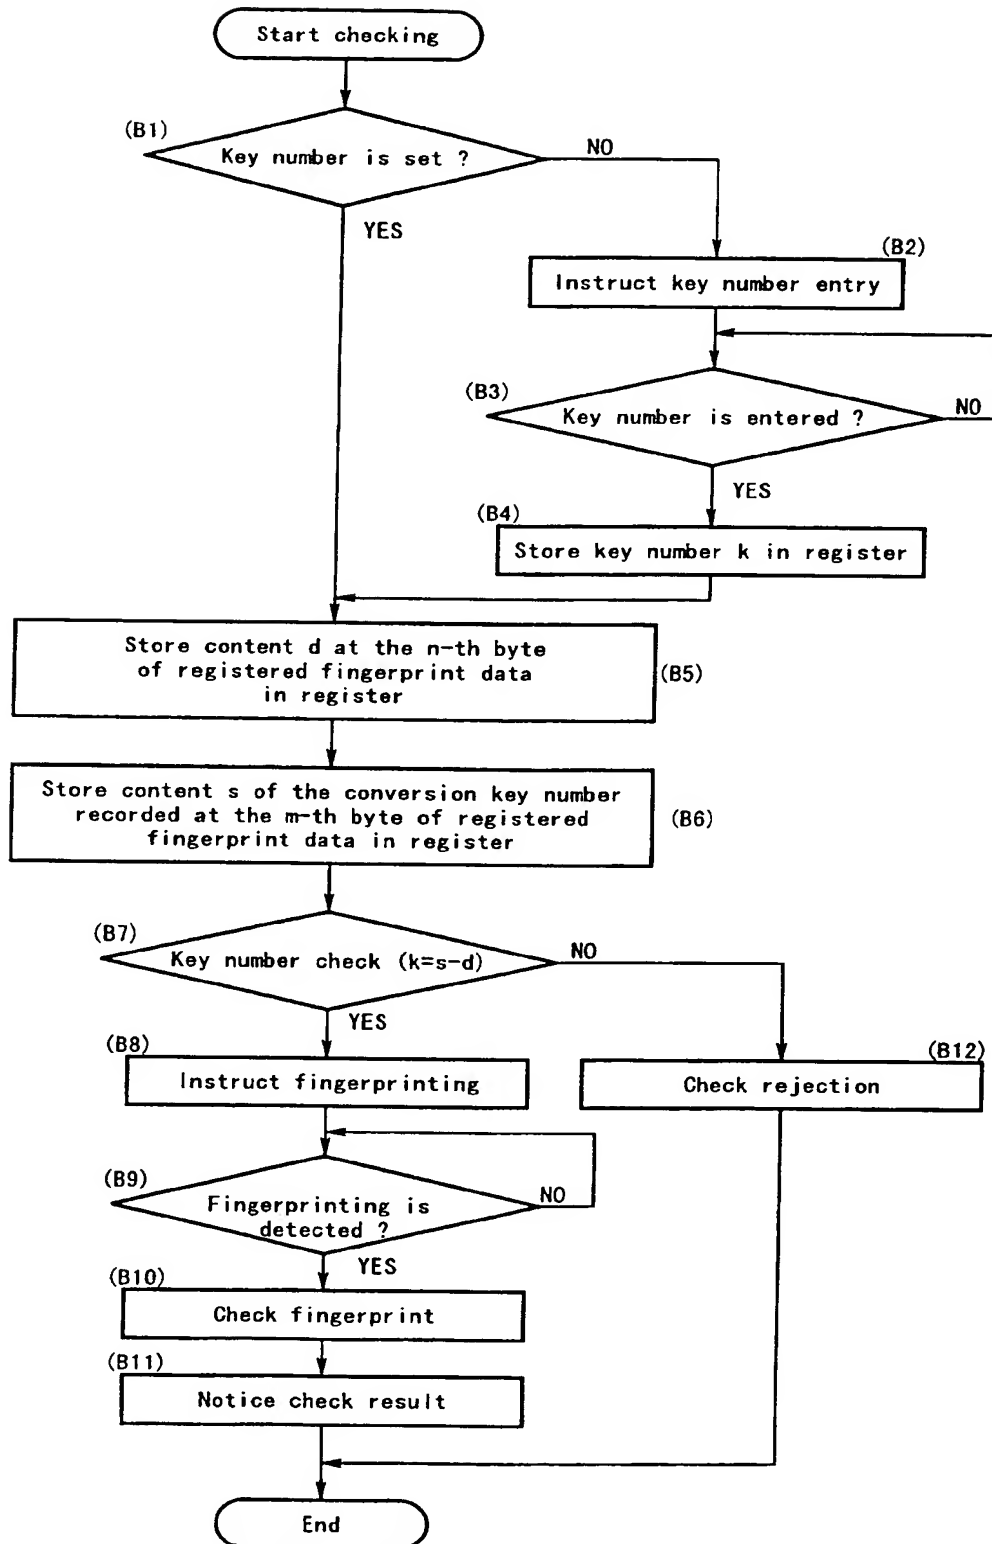 Start checking
(B1)
Key number is set ?
NO
YES
(B2)
Instruct key number entry
(B3)
Key number is entered ?
NO
YES
(B4)
Store key number k in register
Store content d at the n-th byte
of registered fingerprint data
in register
(B5)
Store content s of the conversion key number
recorded at the m-th byte of registered
fingerprint data in register
(B6)
(B7)
Key number check (k=s-d)
NO
YES
(B8)
Instruct fingerprinting
(B12)
Check rejection
(B9)
Fingerprinting is
detected ?
NO
YES
(B10)
Check fingerprint
(B11)
Notice check result
End